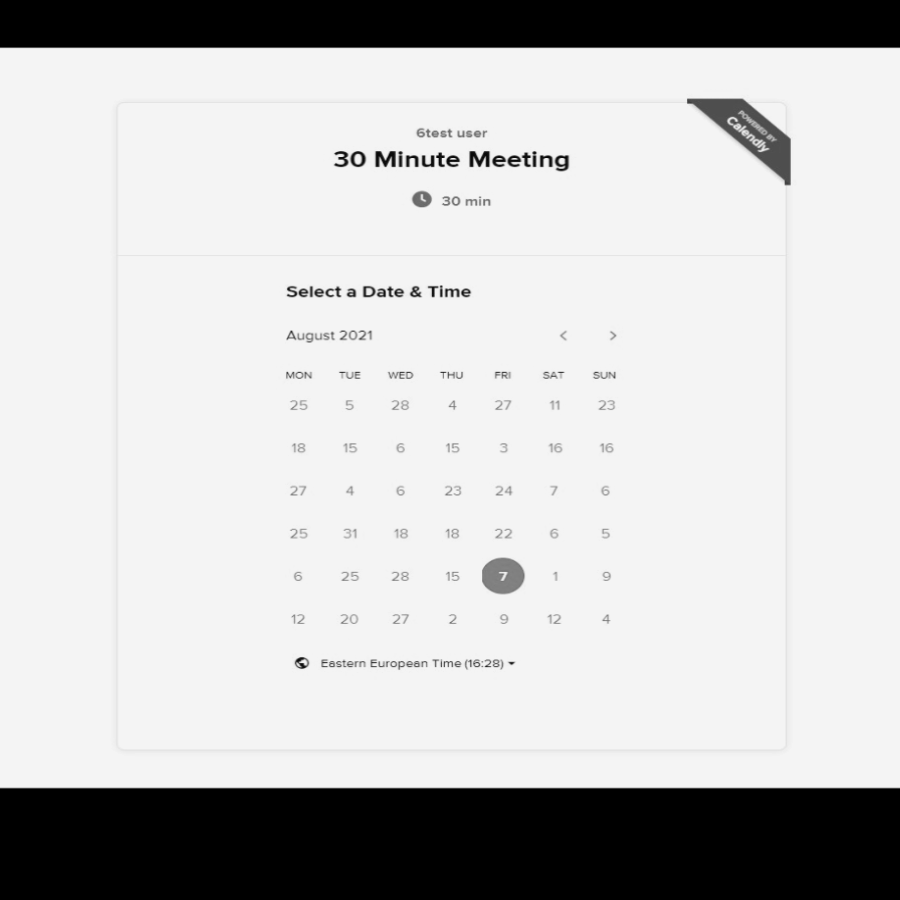 POWERED BY
Calendly
6test user
30 Minute Meeting
30 min
Select a Date & Time
August 2021
MON TUE WED THU FRI SAT SUN
25 5 28 4 27 11 23
18 15 6 15 3 16 16
27 4 6 23 24 7 6
25 31 18 18 22 6 5
6 25 28 15 7 1 9
12 20 27 2 9 12 4
Eastern European Time (16:28)